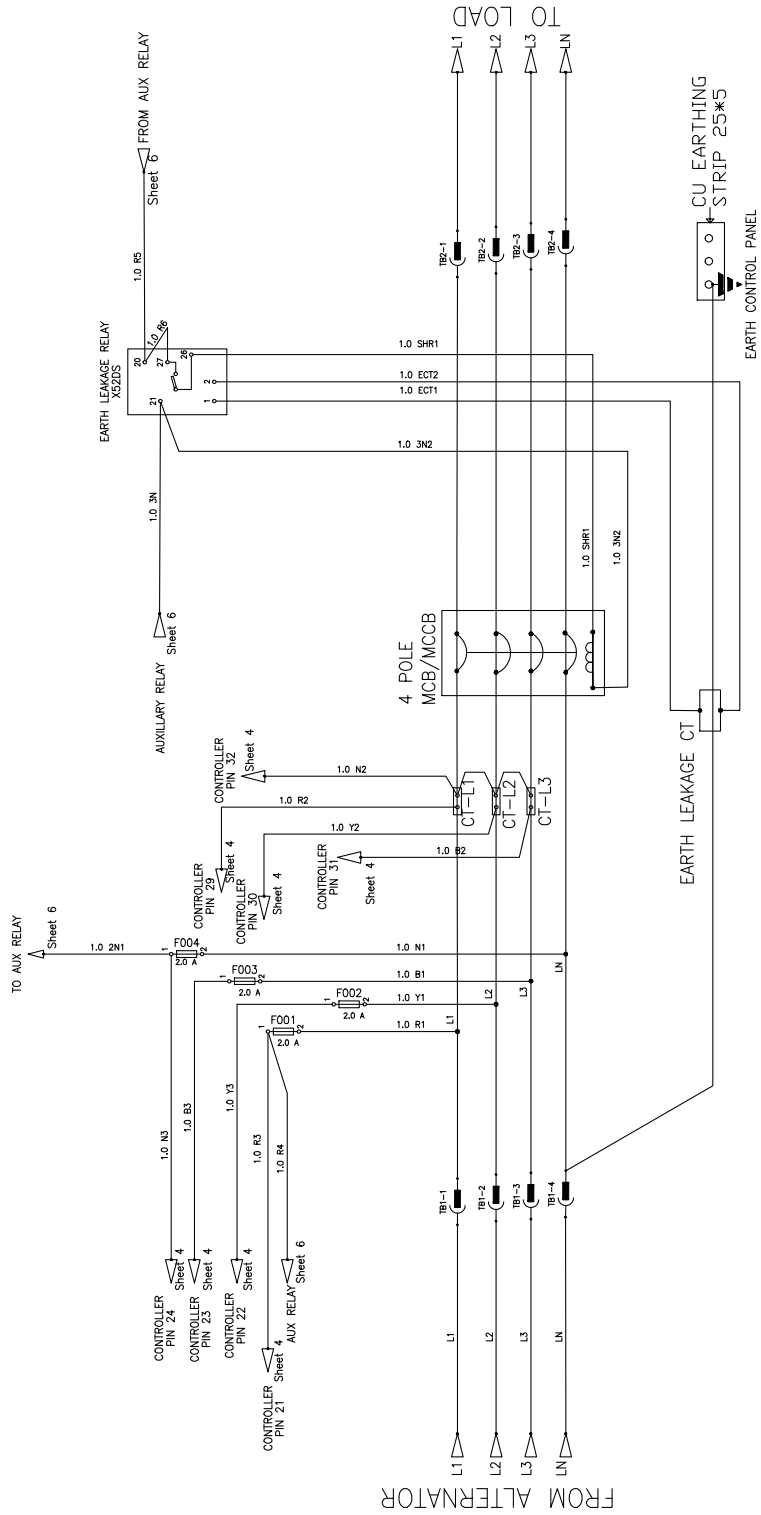 TO LOAD
L1
L2
L3
LN
FROM AUX RELAY
Sheet 6
1.0 R5
CU EARTHING
STRIP 25*5
EARTH CONTROL PANEL
TB2-1
TB2-2
TB2-3
TB2-4
EARTH LEAKAGE RELAY
X52DS
20
1.0 R6
27
26
21
2
1
1.0 SHR1
1.0 ECT2
1.0 ECT1
1.0 3N2
1.0 3N
AUXILLARY RELAY
Sheet 6
1.0 SHR1
1.0 3N2
4 POLE
MCB/MCCB
EARTH LEAKAGE CT
CONTROLLER
PIN 32
Sheet 4
1.0 N2
1.0 R2
1.0 Y2
1.0 B2
CT-L1
CT-L2
CT-L3
CONTROLLER
PIN 29
Sheet 4
CONTROLLER
PIN 30
Sheet 4
CONTROLLER
PIN 31
Sheet 4
TO AUX RELAY
Sheet 6
1.0 2N1
1
F004
2
2.0 A
1.0 N1
1
F003
2
2.0 A
1.0 B1
1
F002
2
2.0 A
1.0 Y1
1
F001
2
2.0 A
1.0 R1
L1
L2
L3
LN
1.0 N3
1.0 B3
1.0 Y3
1.0 R3
1.0 R4
CONTROLLER
PIN 24
Sheet 4
CONTROLLER
PIN 23
Sheet 4
CONTROLLER
PIN 22
Sheet 4
CONTROLLER
PIN 21
Sheet 4
AUX RELAY
Sheet 6
TB1-1
TB1-2
TB1-3
TB1-4
L1
L2
L3
LN
L1
L2
L3
LN
FROM ALTERNATOR